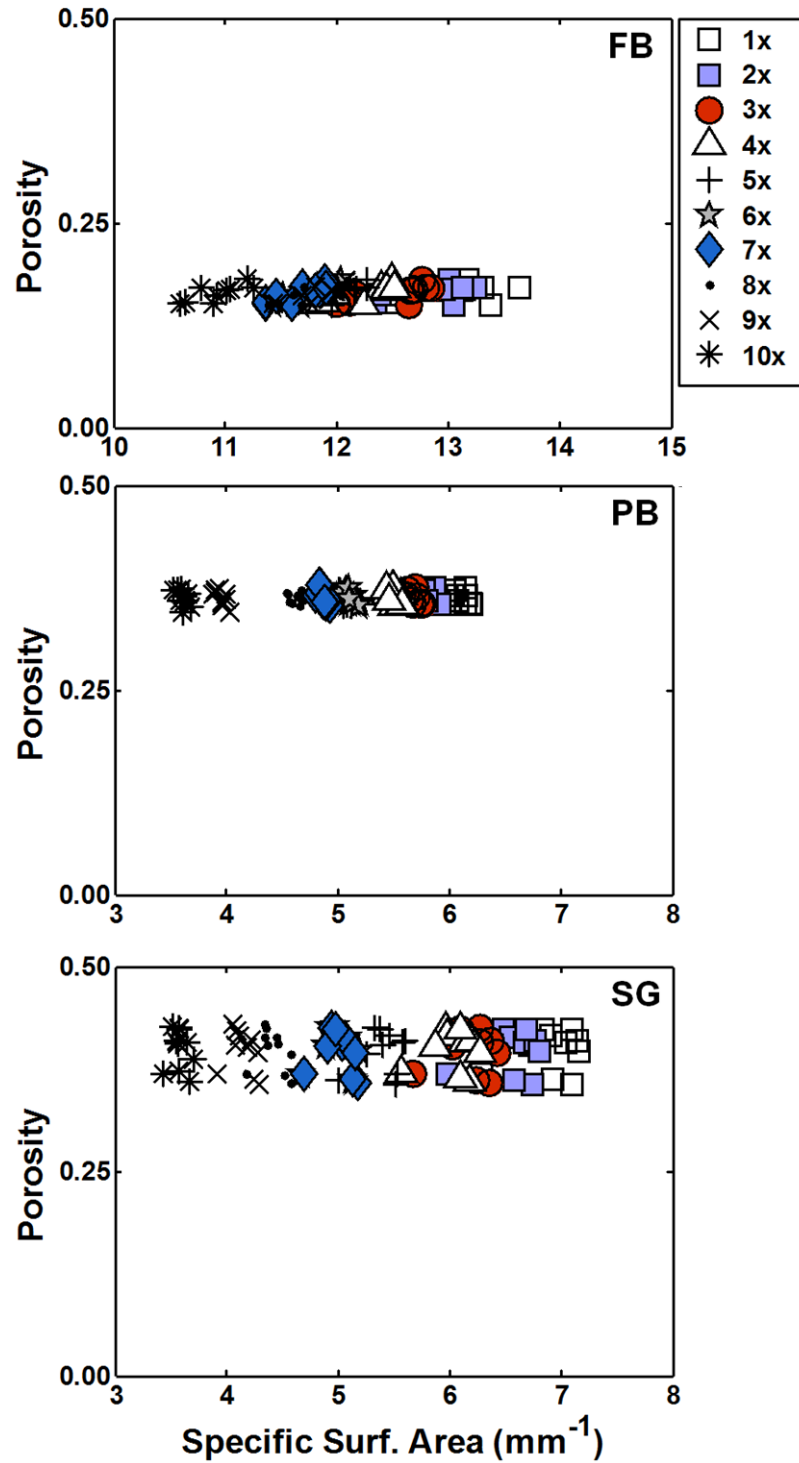 0.50
FB
Porosity
0.25
0.00
10 11 12 13 14 15
1x
2x
3x
4x
5x
6x
7x
8x
9x
10x
0.50
PB
Porosity
0.25
0.00
3 4 5 6 7 8
0.50
SG
Porosity
0.25
0.00
3 4 5 6 7 8
Specific Surf. Area (mm⁻¹)